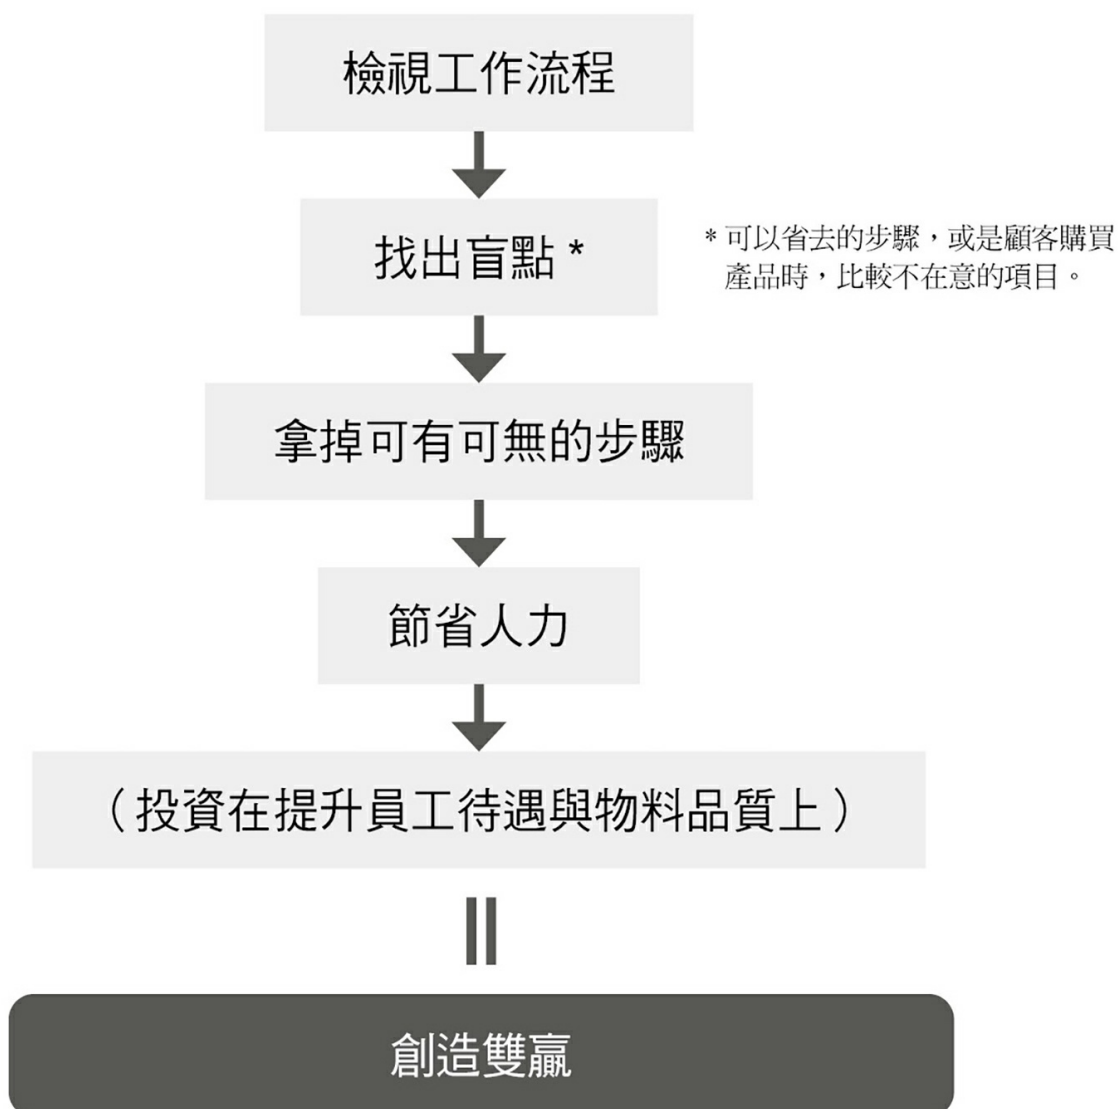 檢視工作流程
找出盲點 *
* 可以省去的步驟，或是顧客購買
產品時，比較不在意的項目。
拿掉可有可無的步驟
節省人力
（投資在提升員工待遇與物料品質上）
創造雙贏